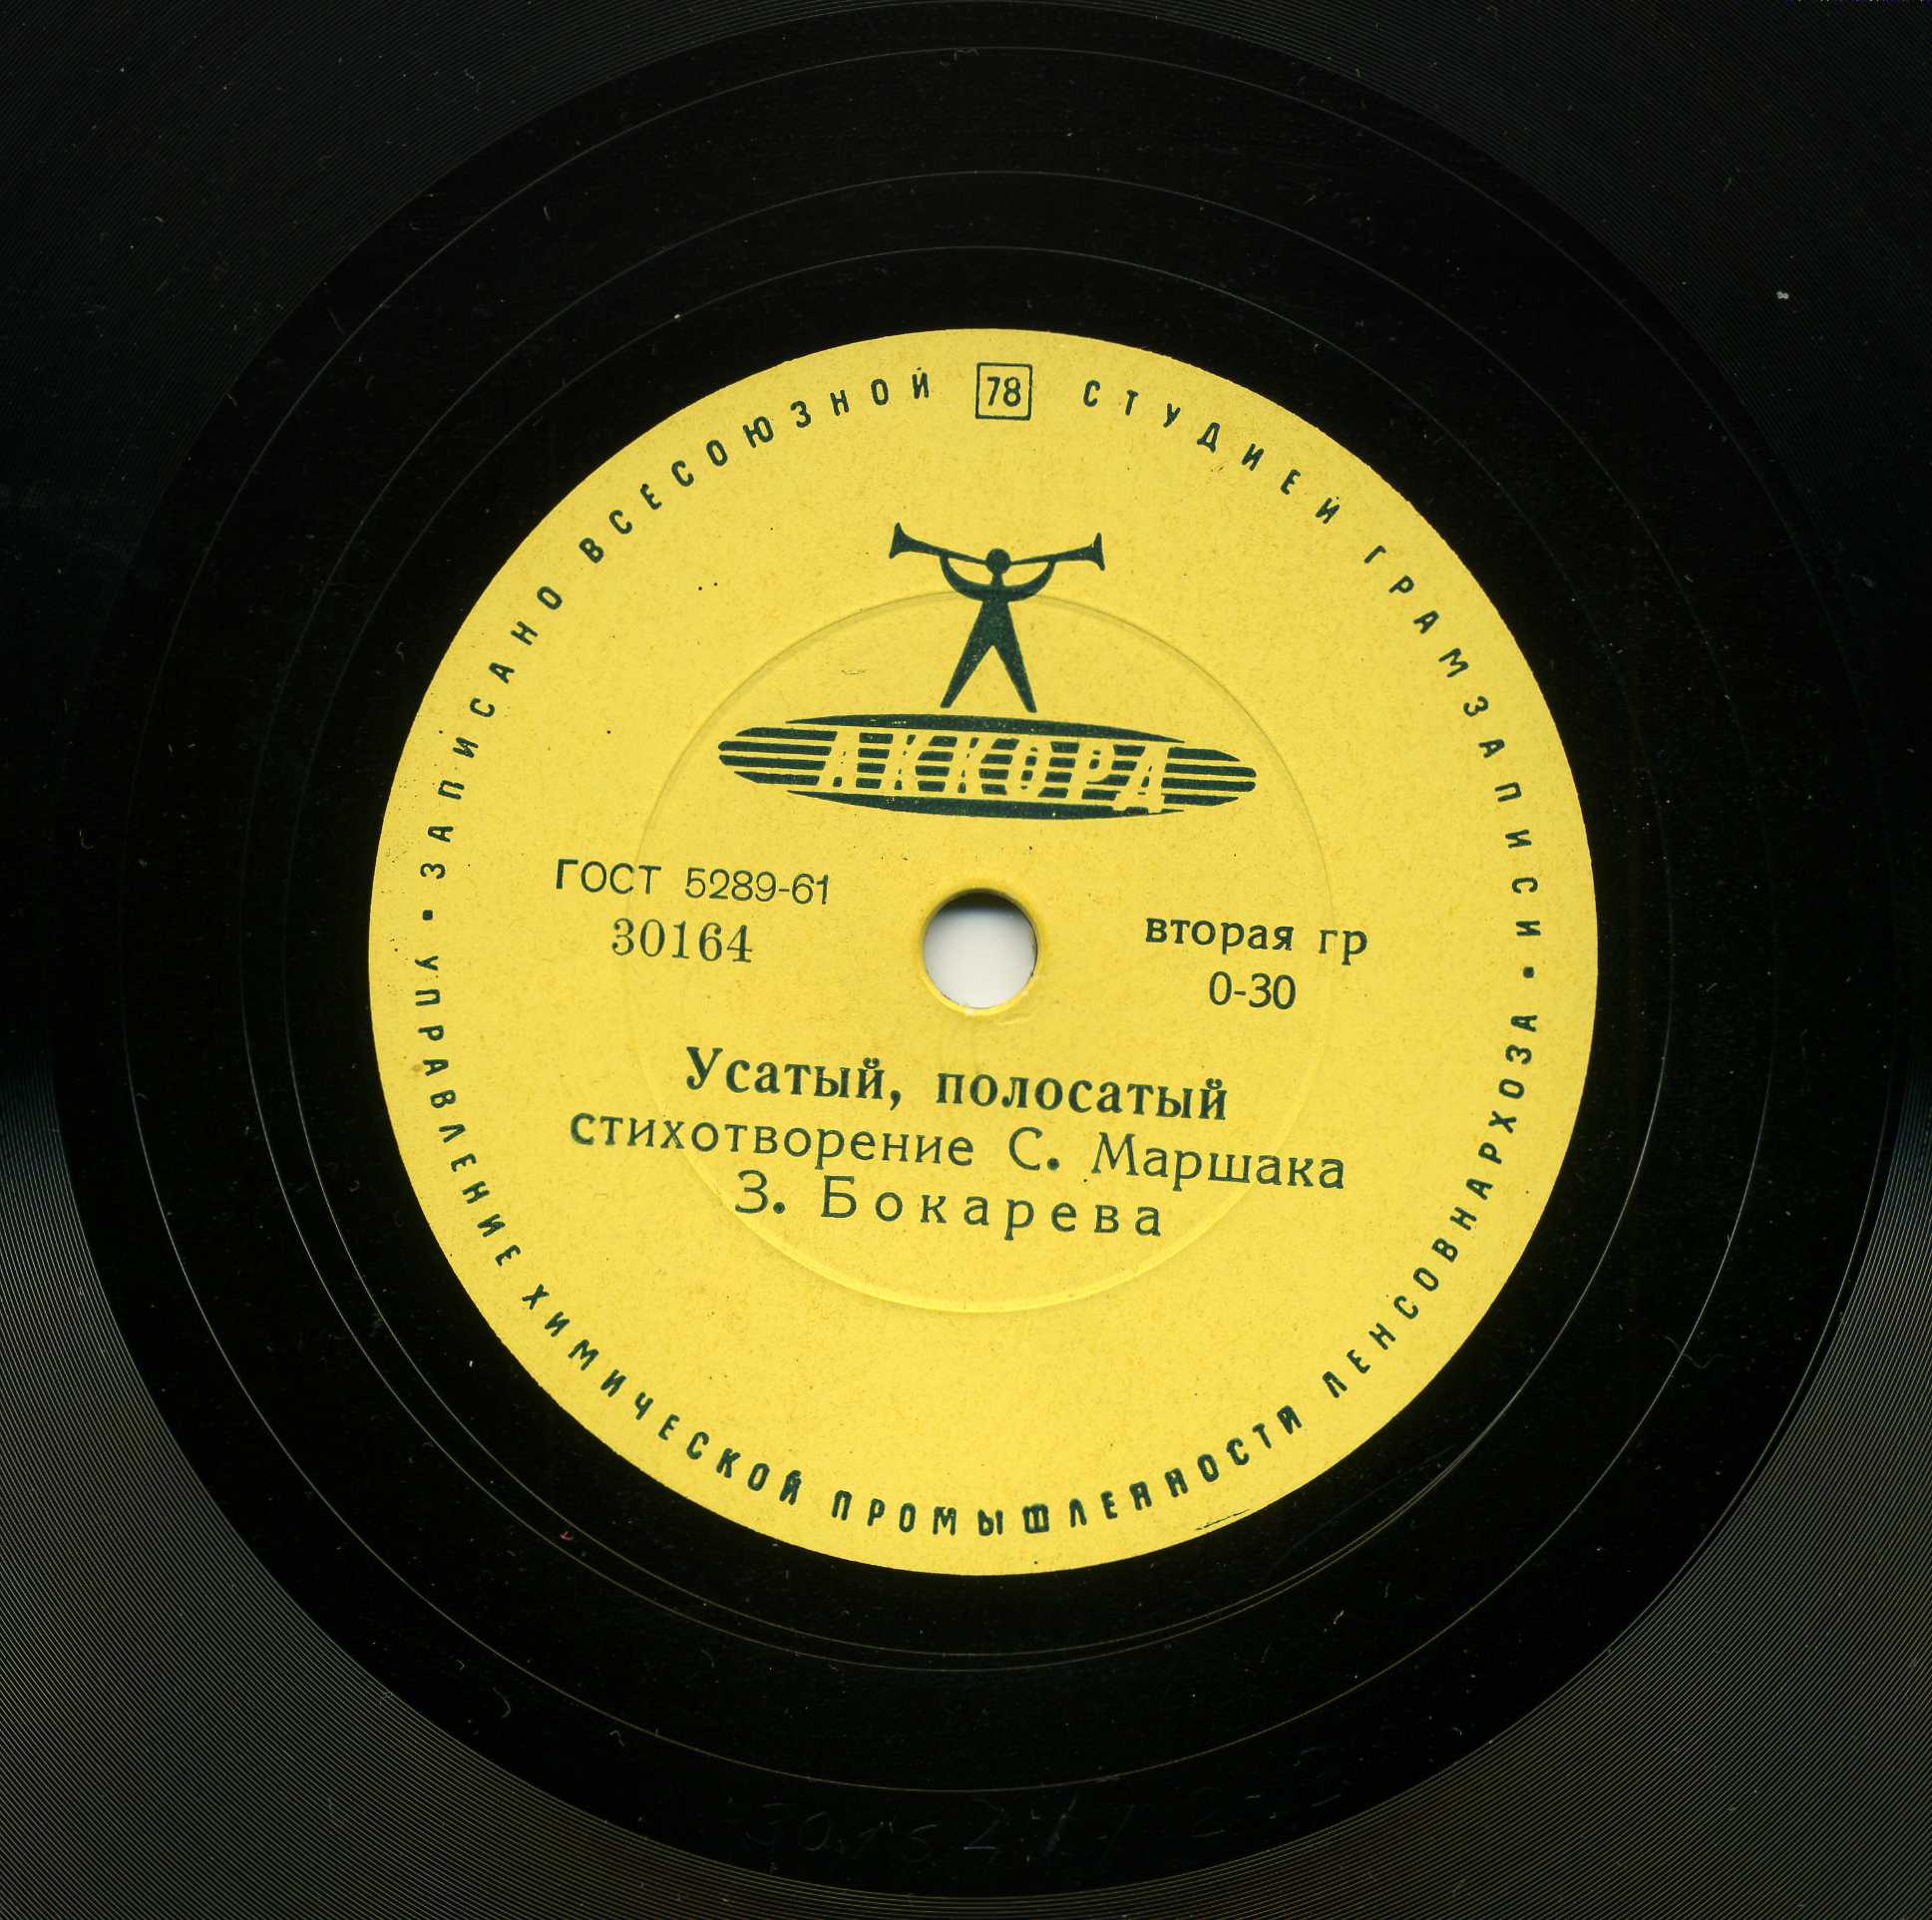 ЗАПИСАНО ВСЕСОЮЗНОЙ 78 СТУДИЕЙ ГРАМЗАПИСИ
АККОРД
ГОСТ 5289-61
30164
вторая гр
0-30
Усатый, полосатый
стихотворение С. Маршака
З. Бокарева
УПРАВЛЕНИЕ ХИМИЧЕСКОЙ ПРОМЫШЛЕННОСТИ ЛЕНСОВНАРХОЗА